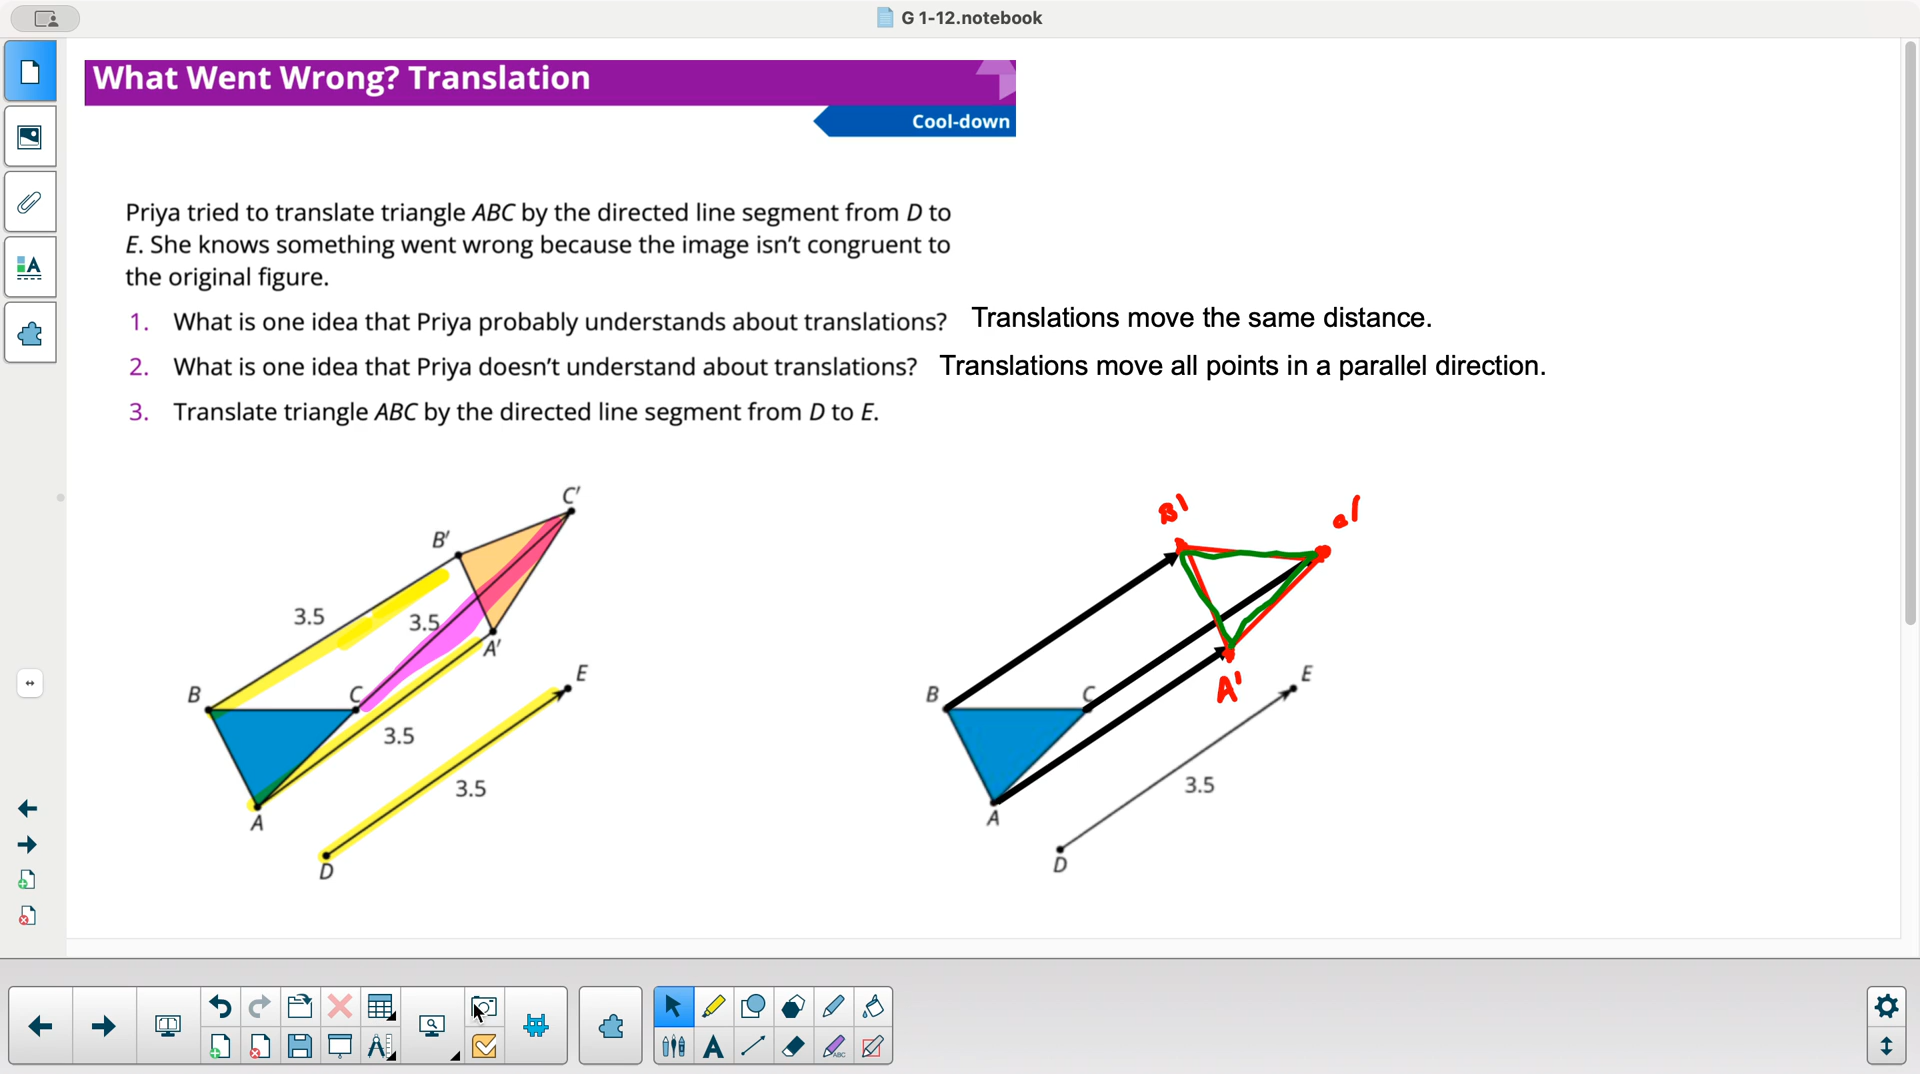 G 1-12.notebook
What Went Wrong? Translation
Cool-down
Priya tried to translate triangle ABC by the directed line segment from D to
E. She knows something went wrong because the image isn't congruent to
the original figure.
1. What is one idea that Priya probably understands about translations? Translations move the same distance.
2. What is one idea that Priya doesn't understand about translations? Translations move all points in a parallel direction.
3. Translate triangle ABC by the directed line segment from D to E.
C'
B'
3.5
3.5
A'
E
B
C
3.5
3.5
A
D
B'
A'
E
B
C
3.5
A
D